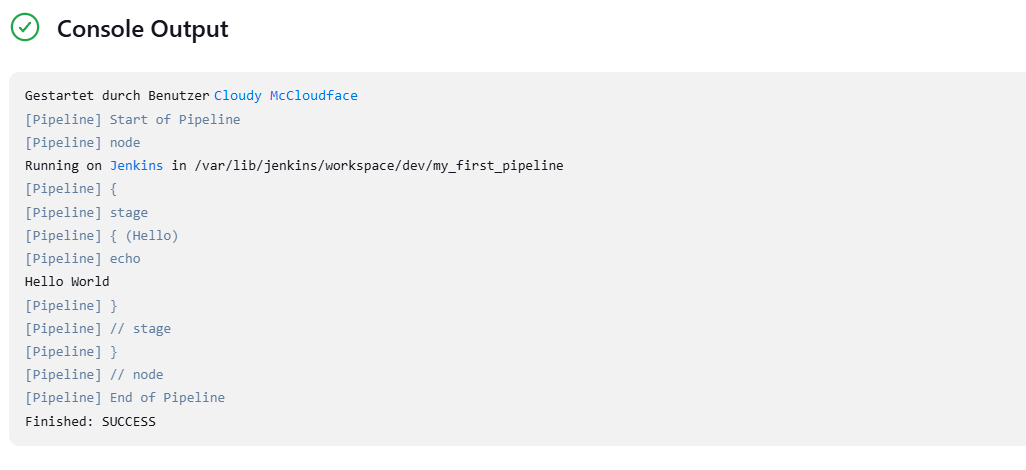 Console Output
Gestartet durch Benutzer Cloudy McCloudface
[Pipeline] Start of Pipeline
[Pipeline] node
Running on Jenkins in /var/lib/jenkins/workspace/dev/my_first_pipeline
[Pipeline] {
[Pipeline] stage
[Pipeline] { (Hello)
[Pipeline] echo
Hello World
[Pipeline] }
[Pipeline] // stage
[Pipeline] }
[Pipeline] // node
[Pipeline] End of Pipeline
Finished: SUCCESS